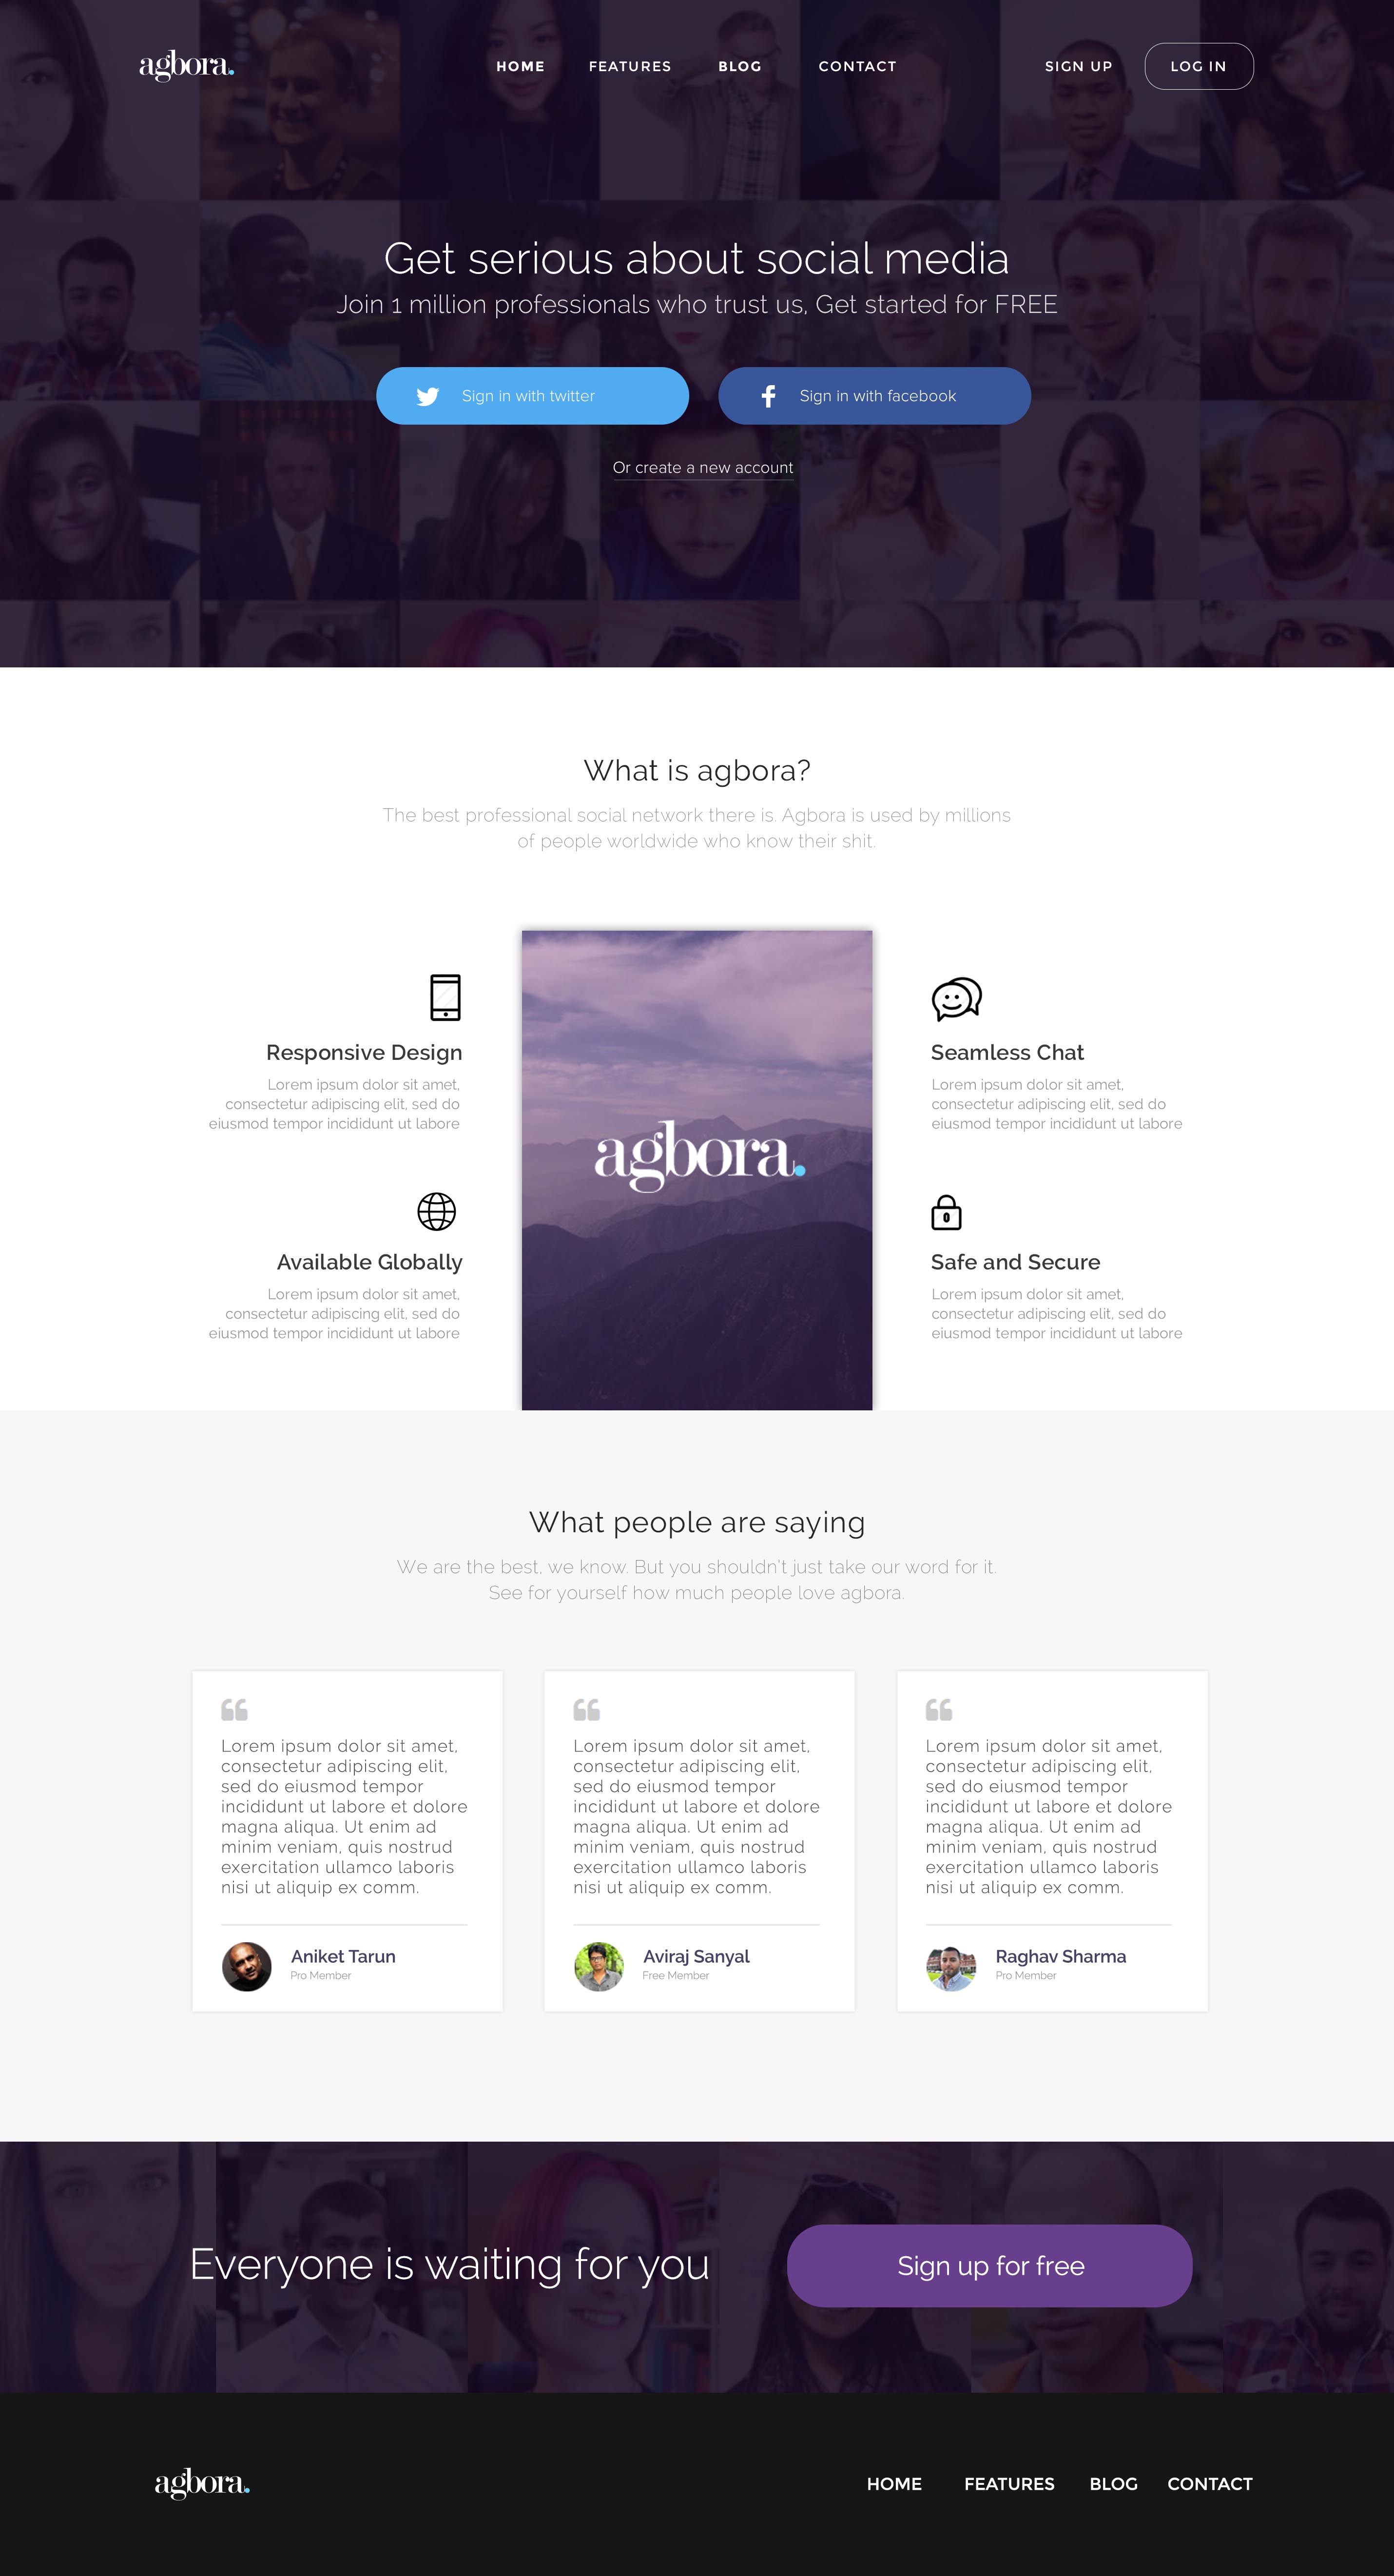 agbora.
HOME FEATURES BLOG CONTACT SIGN UP LOG IN
Get serious about social media
Join 1 million professionals who trust us, Get started for FREE
Sign in with twitter
Sign in with facebook
Or create a new account
What is agbora?
The best professional social network there is. Agbora is used by millions
of people worldwide who know their shit.
Responsive Design
Lorem ipsum dolor sit amet,
consectetur adipiscing elit, sed do
eiusmod tempor incididunt ut labore
Available Globally
Lorem ipsum dolor sit amet,
consectetur adipiscing elit, sed do
eiusmod tempor incididunt ut labore
agbora.
Seamless Chat
Lorem ipsum dolor sit amet,
consectetur adipiscing elit, sed do
eiusmod tempor incididunt ut labore
Safe and Secure
Lorem ipsum dolor sit amet,
consectetur adipiscing elit, sed do
eiusmod tempor incididunt ut labore
What people are saying
We are the best, we know. But you shouldn't just take our word for it.
See for yourself how much people love agbora.
Lorem ipsum dolor sit amet,
consectetur adipiscing elit,
sed do eiusmod tempor
incididunt ut labore et dolore
magna aliqua. Ut enim ad
minim veniam, quis nostrud
exercitation ullamco laboris
nisi ut aliquip ex comm.
Aniket Tarun
Pro Member
Lorem ipsum dolor sit amet,
consectetur adipiscing elit,
sed do eiusmod tempor
incididunt ut labore et dolore
magna aliqua. Ut enim ad
minim veniam, quis nostrud
exercitation ullamco laboris
nisi ut aliquip ex comm.
Aviraj Sanyal
Free Member
Lorem ipsum dolor sit amet,
consectetur adipiscing elit,
sed do eiusmod tempor
incididunt ut labore et dolore
magna aliqua. Ut enim ad
minim veniam, quis nostrud
exercitation ullamco laboris
nisi ut aliquip ex comm.
Raghav Sharma
Pro Member
Everyone is waiting for you
Sign up for free
agbora.
HOME FEATURES BLOG CONTACT